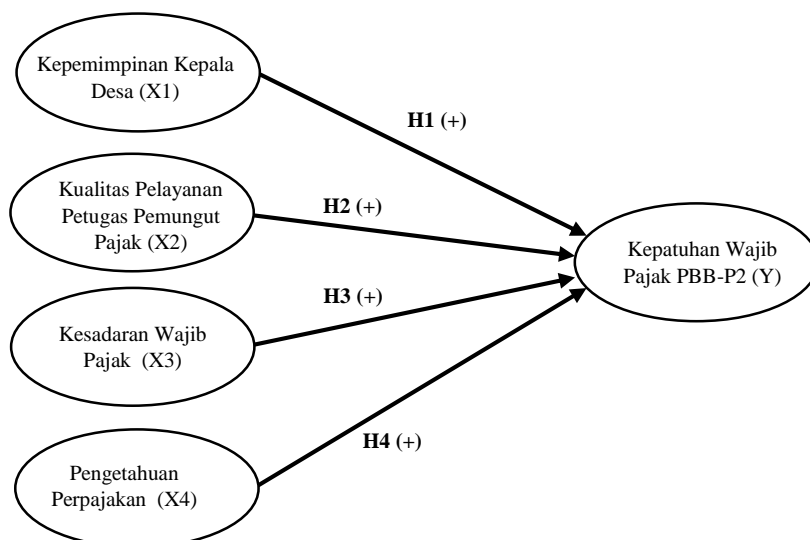 Kepemimpinan Kepala
Desa (X1)
H1 (+)
Kualitas Pelayanan
Petugas Pemungut
Pajak (X2)
H2 (+)
Kepatuhan Wajib
Pajak PBB-P2 (Y)
H3 (+)
Kesadaran Wajib
Pajak (X3)
H4 (+)
Pengetahuan
Perpajakan (X4)